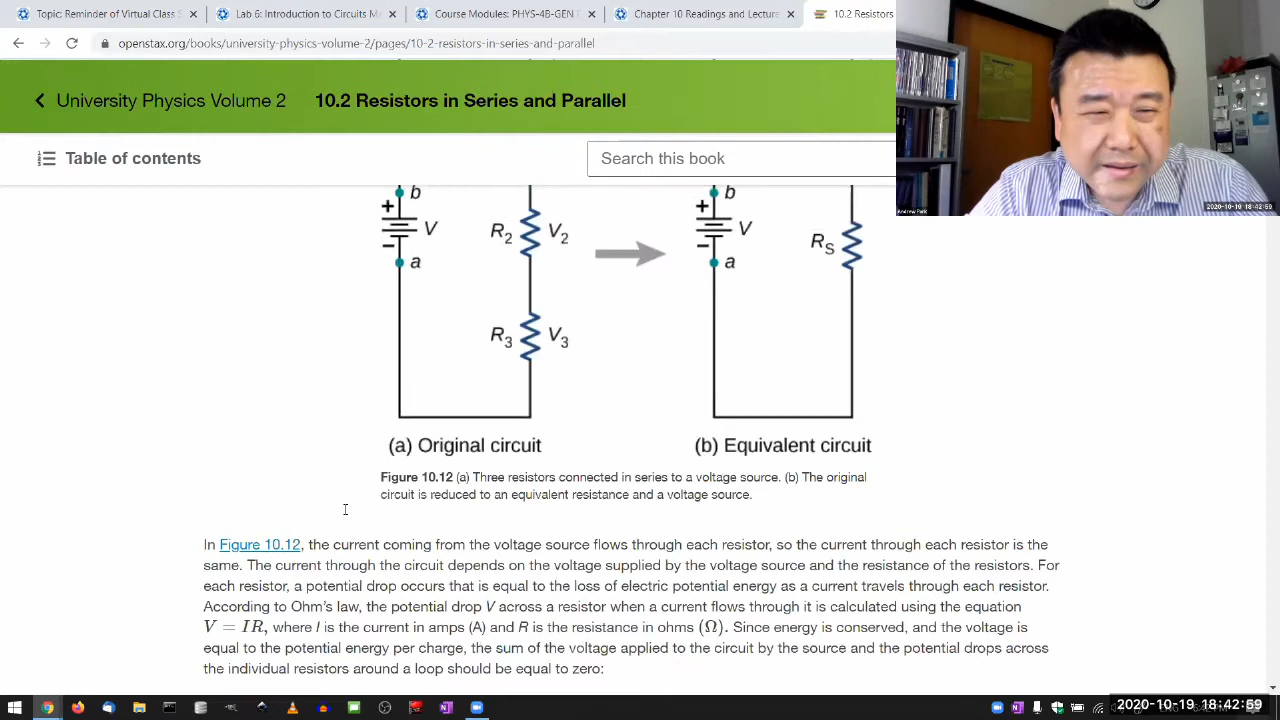 Topic: Reminder of Virtual Class S
Lab 6: Introduction to Circuits M
Course Modules: PHYS-4B-GEN
Chapter 10 Readings and Lecture
10.2 Resistors
openstax.org/books/university-physics-volume-2/pages/10-2-resistors-in-series-and-parallel
University Physics Volume 2 10.2 Resistors in Series and Parallel
Table of contents
Search this book
b
+
V
−
a
R2
V2
R3
V3
b
+
V
−
a
RS
(a) Original circuit
(b) Equivalent circuit
Figure 10.12 (a) Three resistors connected in series to a voltage source. (b) The original
circuit is reduced to an equivalent resistance and a voltage source.
In Figure 10.12, the current coming from the voltage source flows through each resistor, so the current through each resistor is the
same. The current through the circuit depends on the voltage supplied by the voltage source and the resistance of the resistors. For
each resistor, a potential drop occurs that is equal to the loss of electric potential energy as a current travels through each resistor.
According to Ohm's law, the potential drop V across a resistor when a current flows through it is calculated using the equation
V = IR, where I is the current in amps (A) and R is the resistance in ohms (Ω). Since energy is conserved, and the voltage is
equal to the potential energy per charge, the sum of the voltage applied to the circuit by the source and the potential drops across
the individual resistors around a loop should be equal to zero:
Andrew Park
2020-10-19 18:42:59
2020-10-19 18:42:59